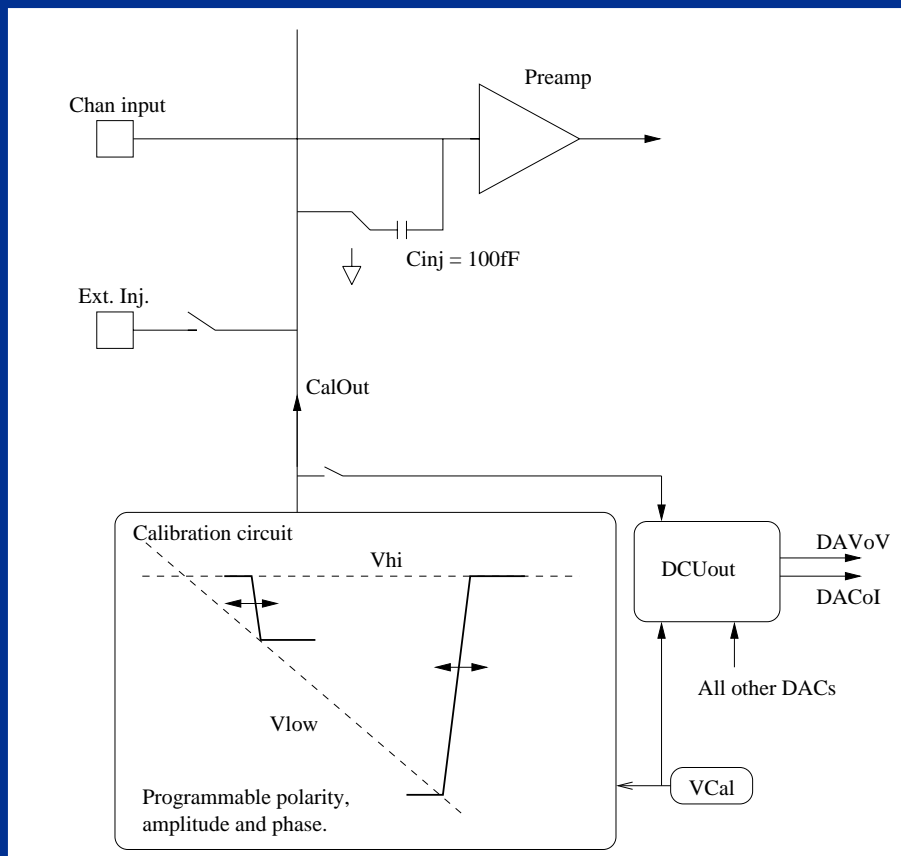 Preamp
Chan input
Cinj = 100fF
Ext. Inj.
CalOut
Calibration circuit
Vhi
Vlow
Programmable polarity,
amplitude and phase.
DCUout
DAVoV
DACoI
All other DACs
VCal